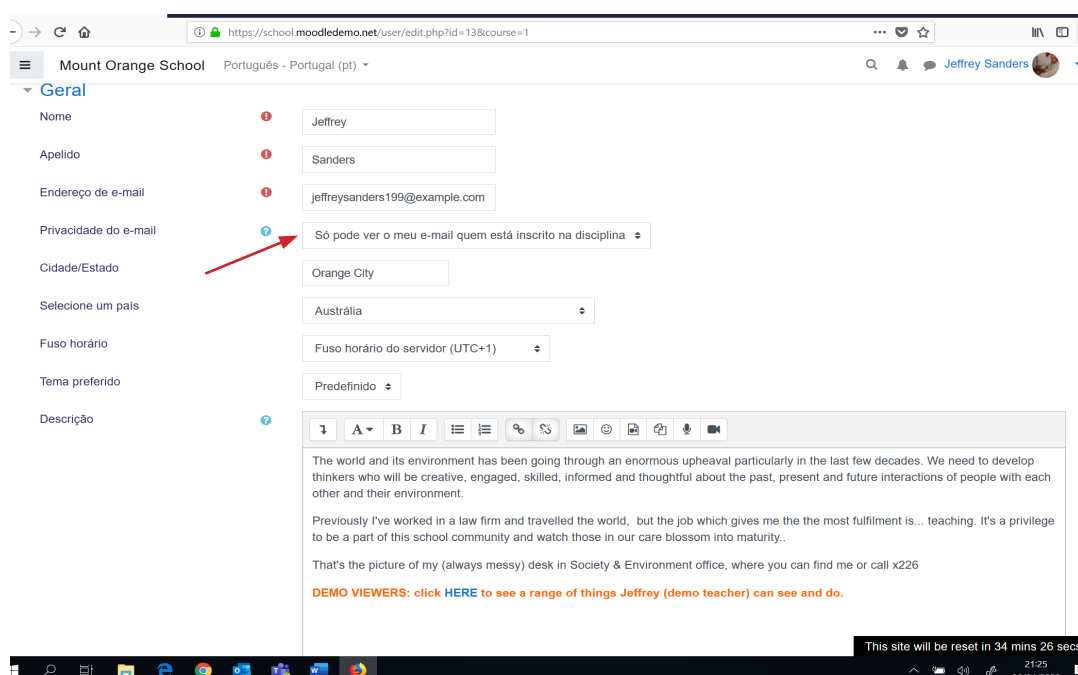 https://school.moodledemo.net/user/edit.php?id=13&course=1
Mount Orange School Português - Portugal (pt) Jeffrey Sanders
Geral
Nome Jeffrey
Apelido Sanders
Endereço de e-mail jeffreysanders199@example.com
Privacidade do e-mail Só pode ver o meu e-mail quem está inscrito na disciplina
Cidade/Estado Orange City
Selecione um país Austrália
Fuso horário Fuso horário do servidor (UTC+1)
Tema preferido Predefinido
Descrição
A B I
The world and its environment has been going through an enormous upheaval particularly in the last few decades. We need to develop
thinkers who will be creative, engaged, skilled, informed and thoughtful about the past, present and future interactions of people with each
other and their environment.
Previously I've worked in a law firm and travelled the world, but the job which gives me the the most fulfilment is... teaching. It's a privilege
to be a part of this school community and watch those in our care blossom into maturity..
That's the picture of my (always messy) desk in Society & Environment office, where you can find me or call x226
DEMO VIEWERS: click HERE to see a range of things Jeffrey (demo teacher) can see and do.
This site will be reset in 34 mins 26 secs
21:25